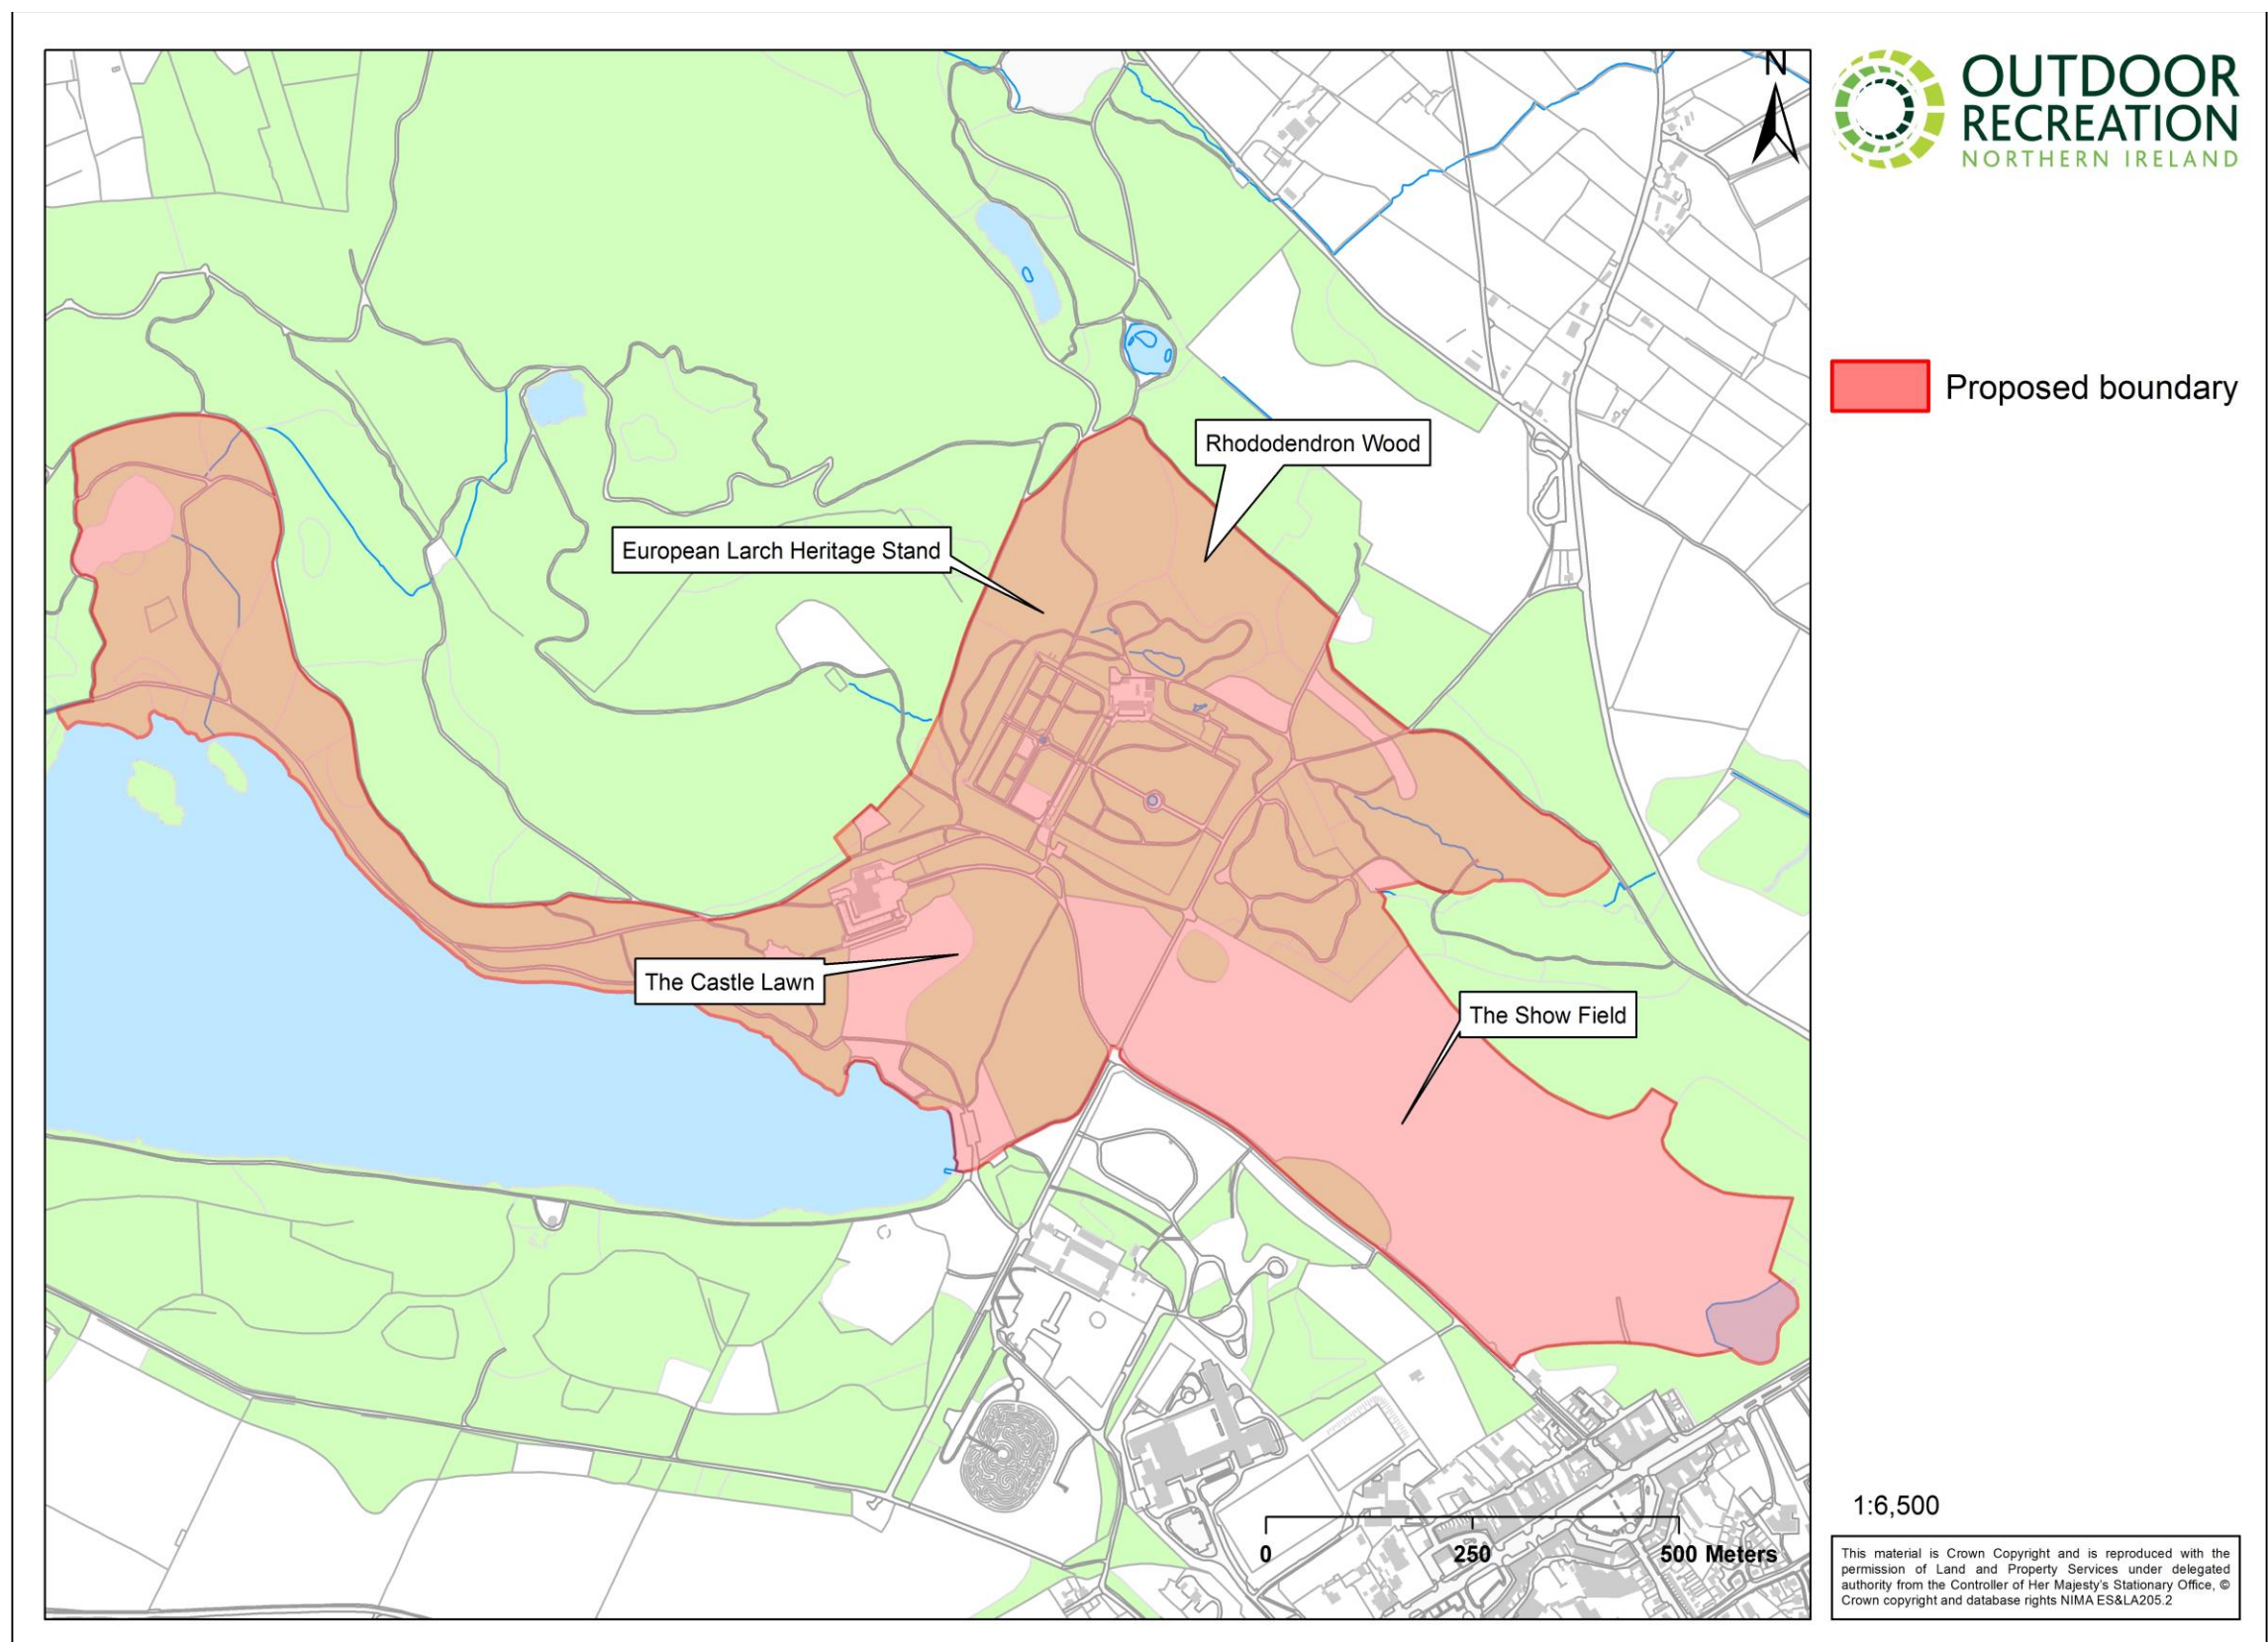 N
OUTDOOR
RECREATION
NORTHERN IRELAND
Proposed boundary
Rhododendron Wood
European Larch Heritage Stand
The Castle Lawn
The Show Field
1:6,500
0 250 500 Meters
This material is Crown Copyright and is reproduced with the
permission of Land and Property Services under delegated
authority from the Controller of Her Majesty's Stationary Office, ©
Crown copyright and database rights NIMA ES&LA205.2